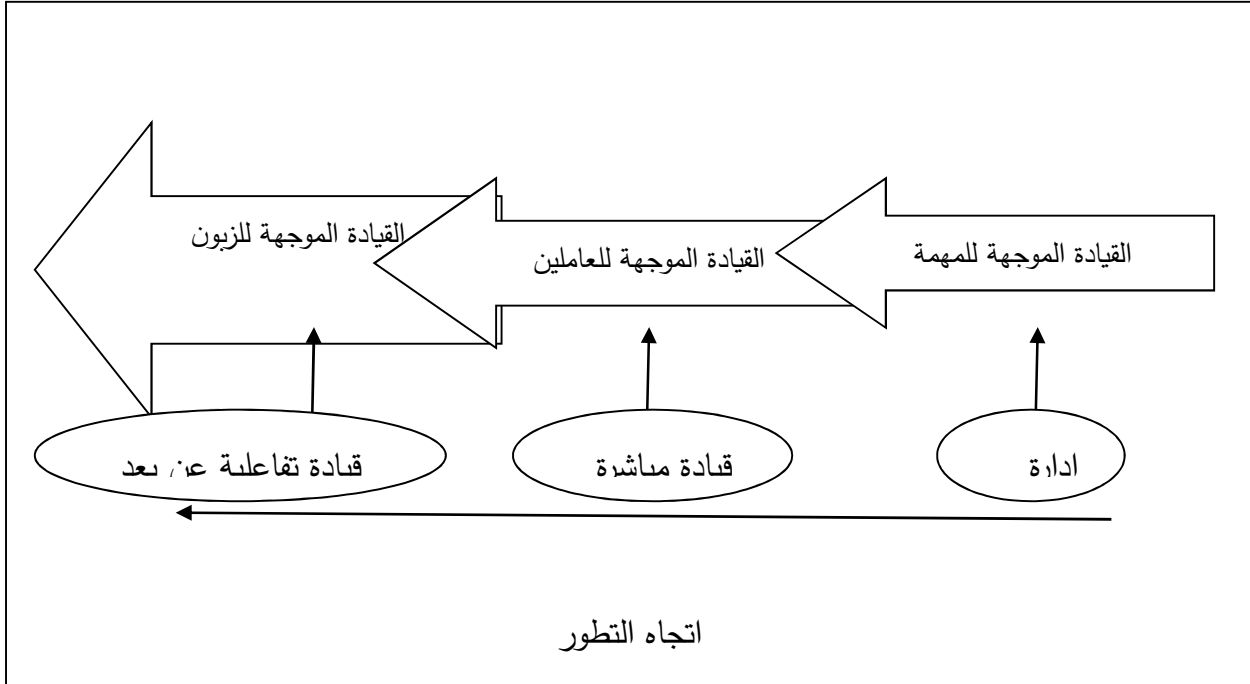 القيادة الموجهة للمهمة
القيادة الموجهة للعاملين
القيادة الموجهة للزبون
ادارة
قيادة مباشرة
قيادة تفاعلية عن بعد
اتجاه التطور